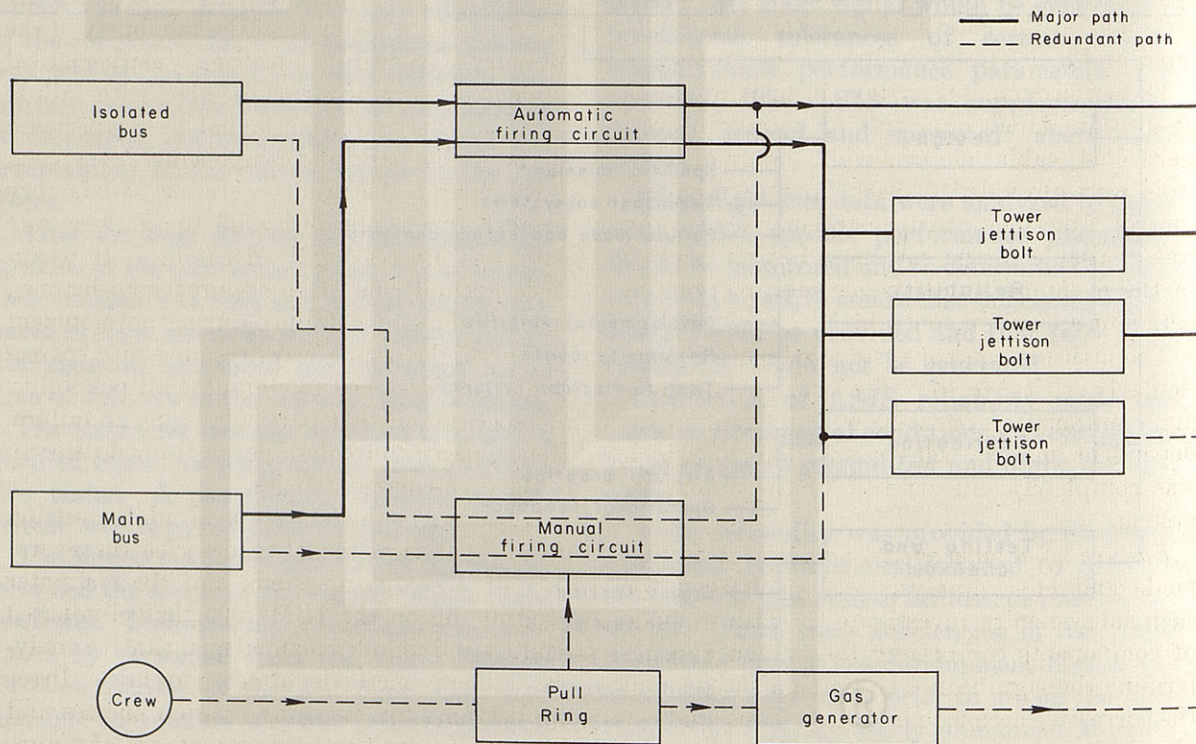 Major path
Redundant path
Isolated
bus
Automatic
firing circuit
Tower
jettison
bolt
Tower
jettison
bolt
Tower
jettison
bolt
Main
bus
Manual
firing circuit
Crew
Pull
Ring
Gas
generator